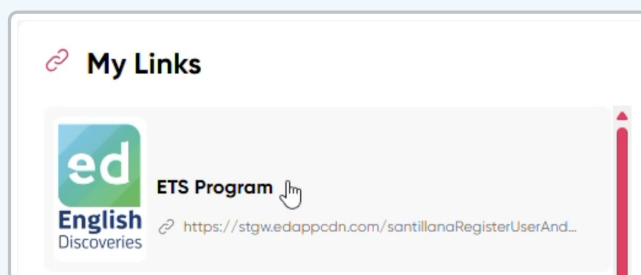 My Links
ed
English
Discoveries
ETS Program
https://stgw.edappcdn.com/santillanaRegisterUserAnd...